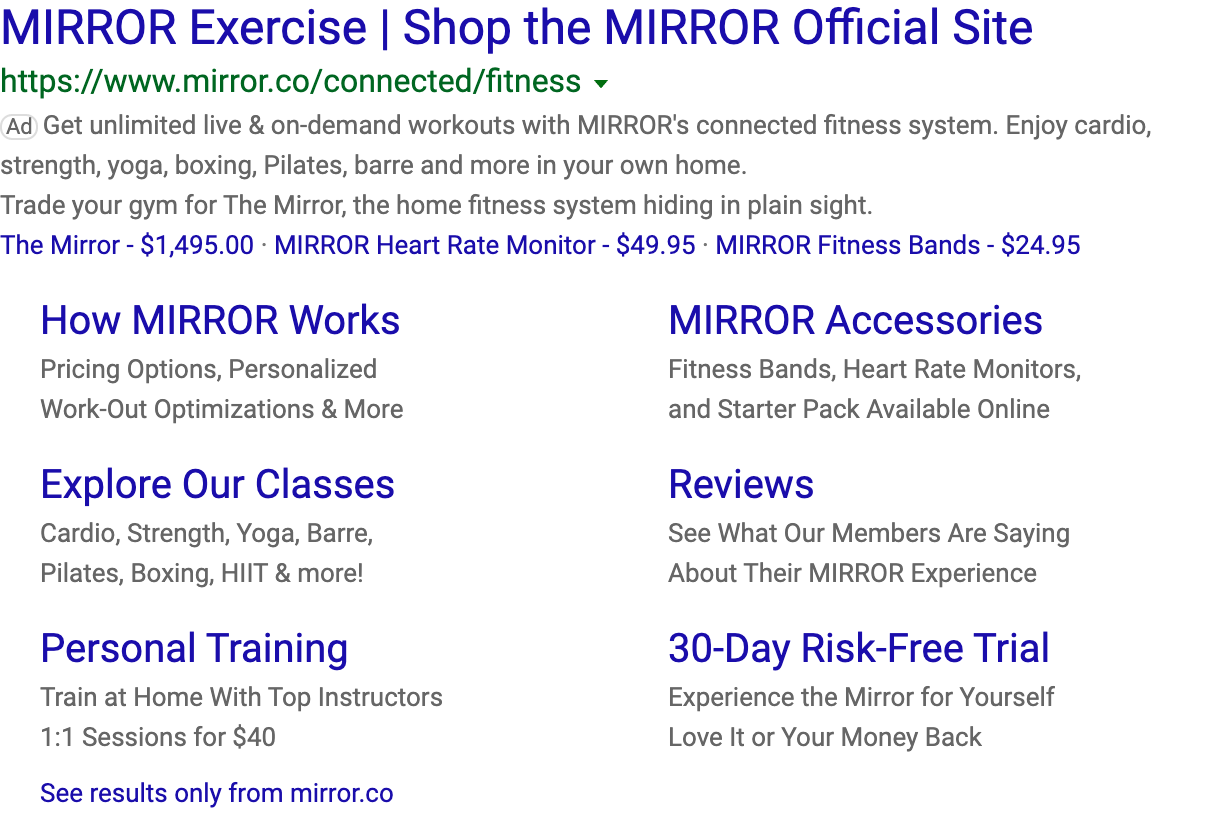 MIRROR Exercise | Shop the MIRROR Official Site
https://www.mirror.co/connected/fitness
Ad Get unlimited live & on-demand workouts with MIRROR's connected fitness system. Enjoy cardio,
strength, yoga, boxing, Pilates, barre and more in your own home.
Trade your gym for The Mirror, the home fitness system hiding in plain sight.
The Mirror - $1,495.00 · MIRROR Heart Rate Monitor - $49.95 · MIRROR Fitness Bands - $24.95
How MIRROR Works
Pricing Options, Personalized
Work-Out Optimizations & More
MIRROR Accessories
Fitness Bands, Heart Rate Monitors,
and Starter Pack Available Online
Explore Our Classes
Cardio, Strength, Yoga, Barre,
Pilates, Boxing, HIIT & more!
Reviews
See What Our Members Are Saying
About Their MIRROR Experience
Personal Training
Train at Home With Top Instructors
1:1 Sessions for $40
30-Day Risk-Free Trial
Experience the Mirror for Yourself
Love It or Your Money Back
See results only from mirror.co